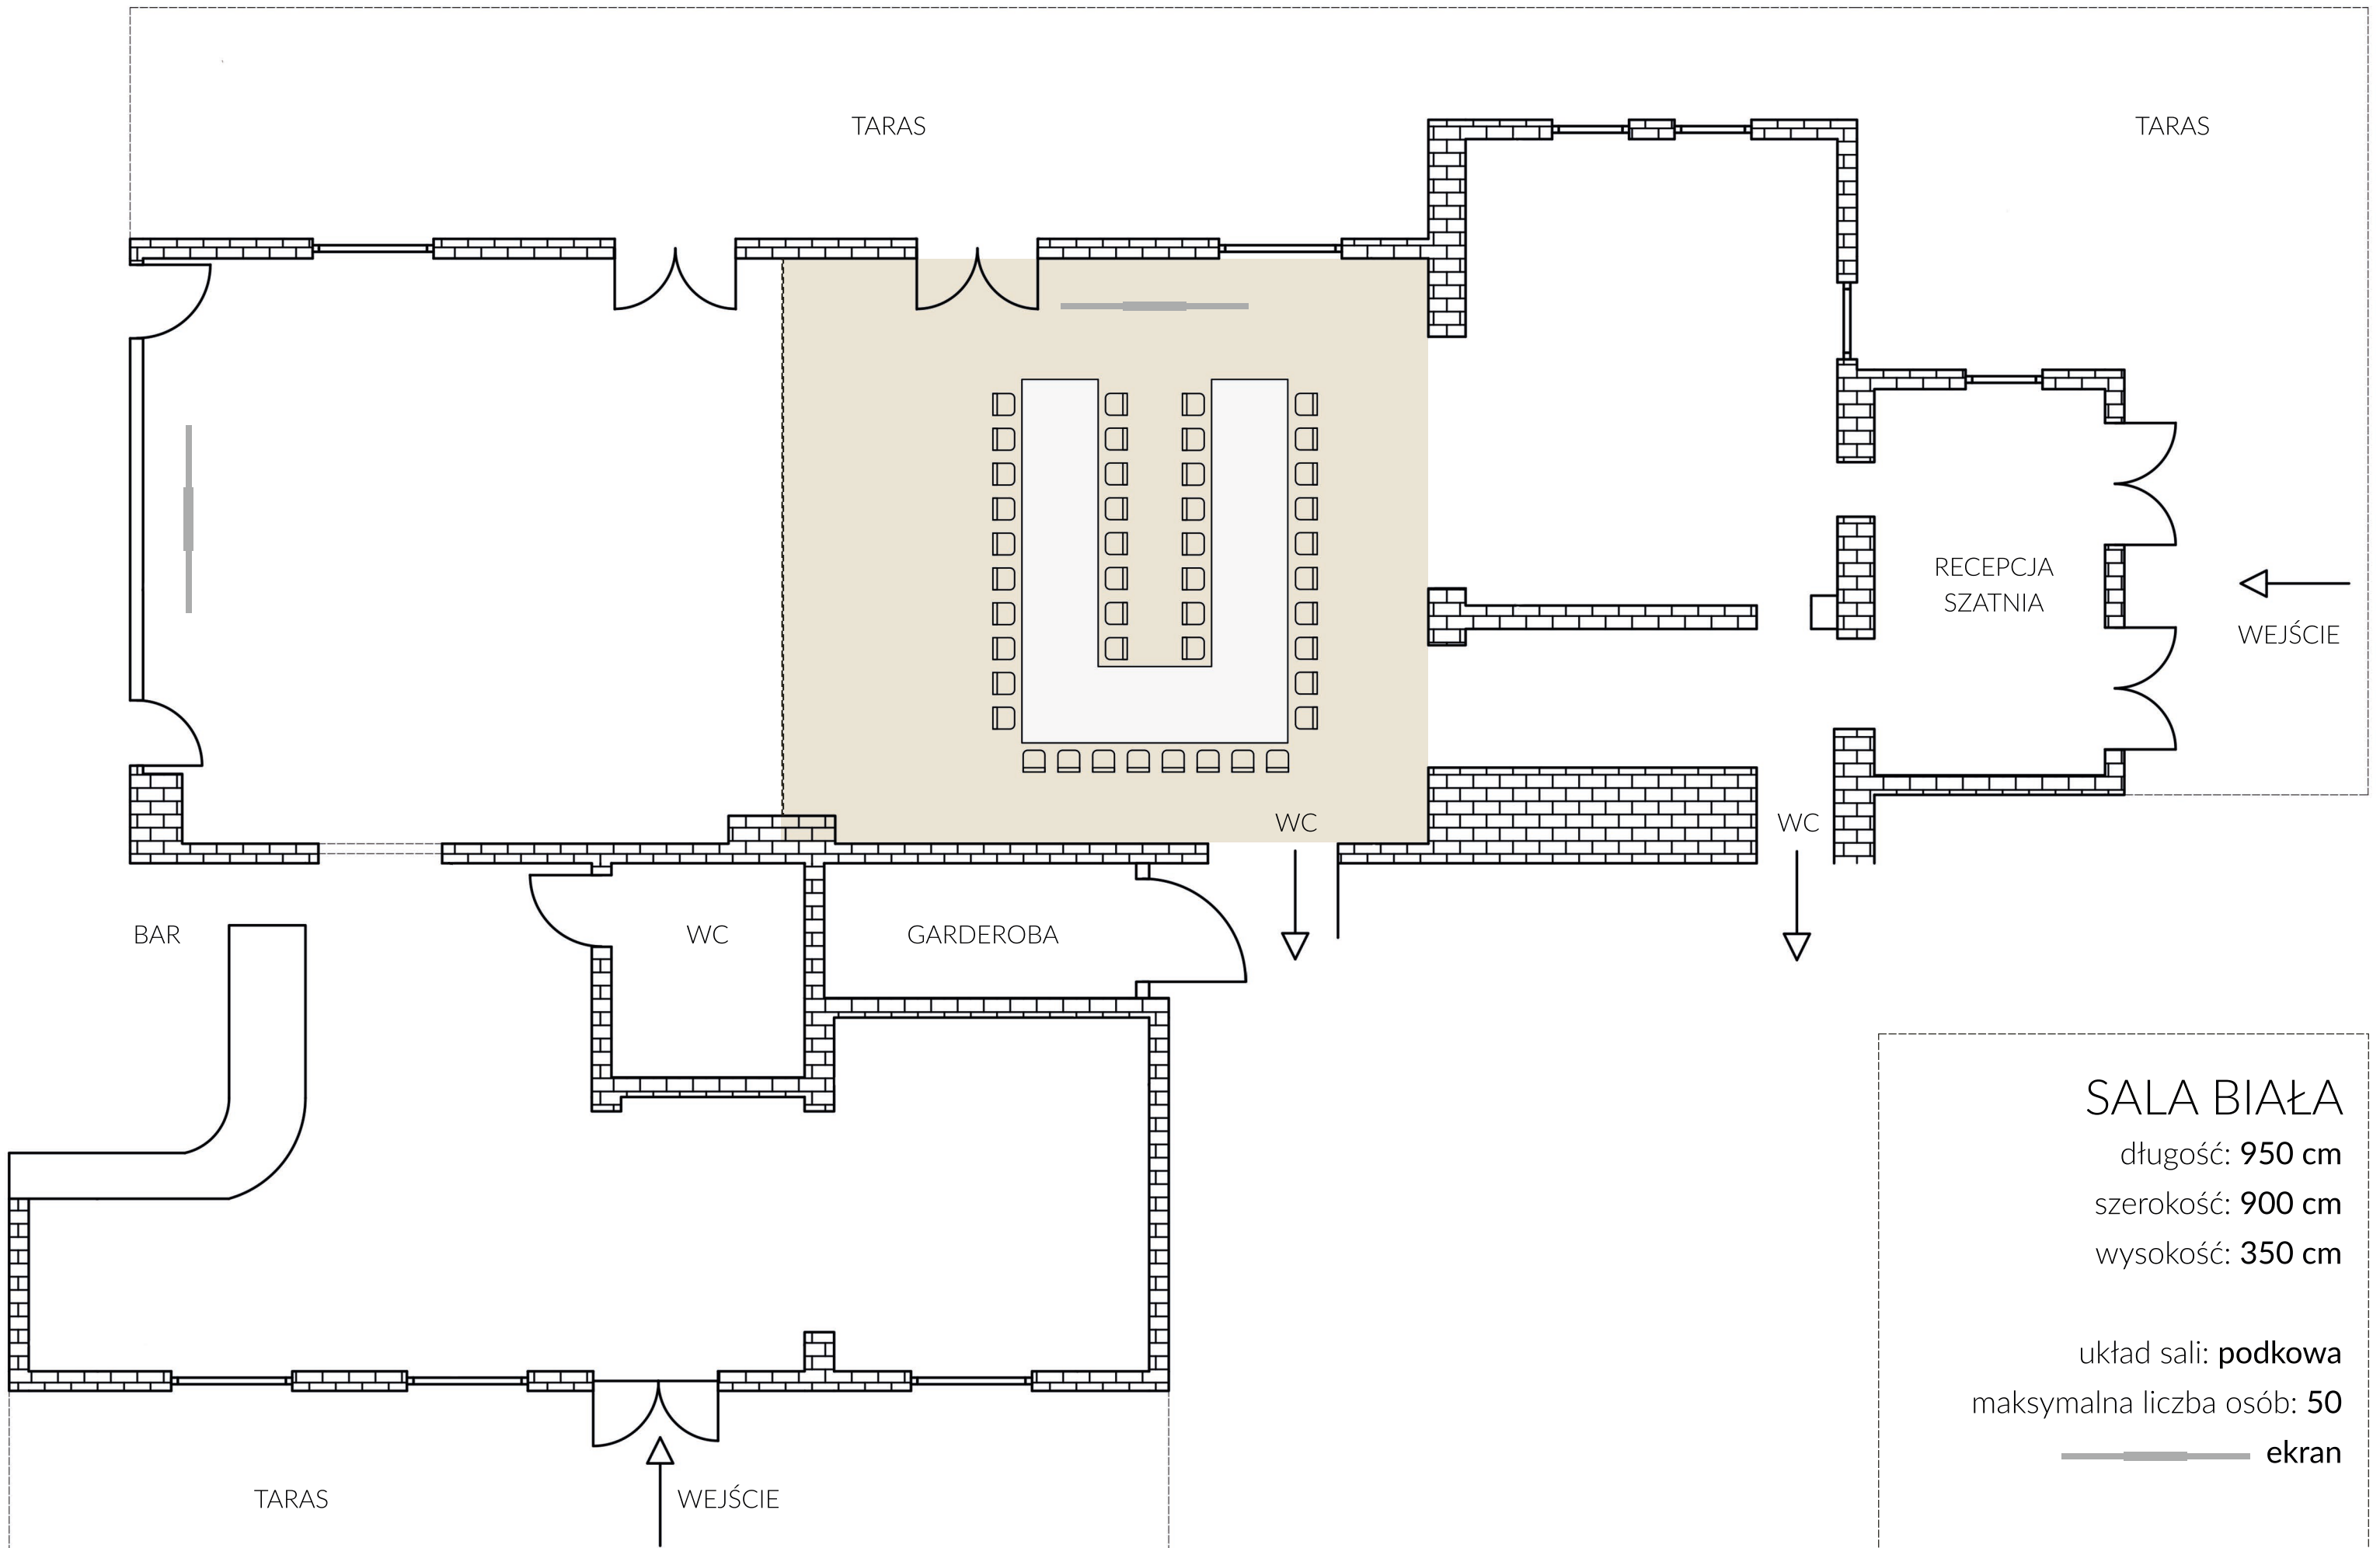 TARAS
TARAS
RECEPCJA
SZATNIA
WEJŚCIE
WC
WC
BAR
WC
GARDEROBA
SALA BIAŁA
długość: 950 cm
szerokość: 900 cm
wysokość: 350 cm
układ sali: podkowa
maksymalna liczba osób: 50
ekran
TARAS
WEJŚCIE